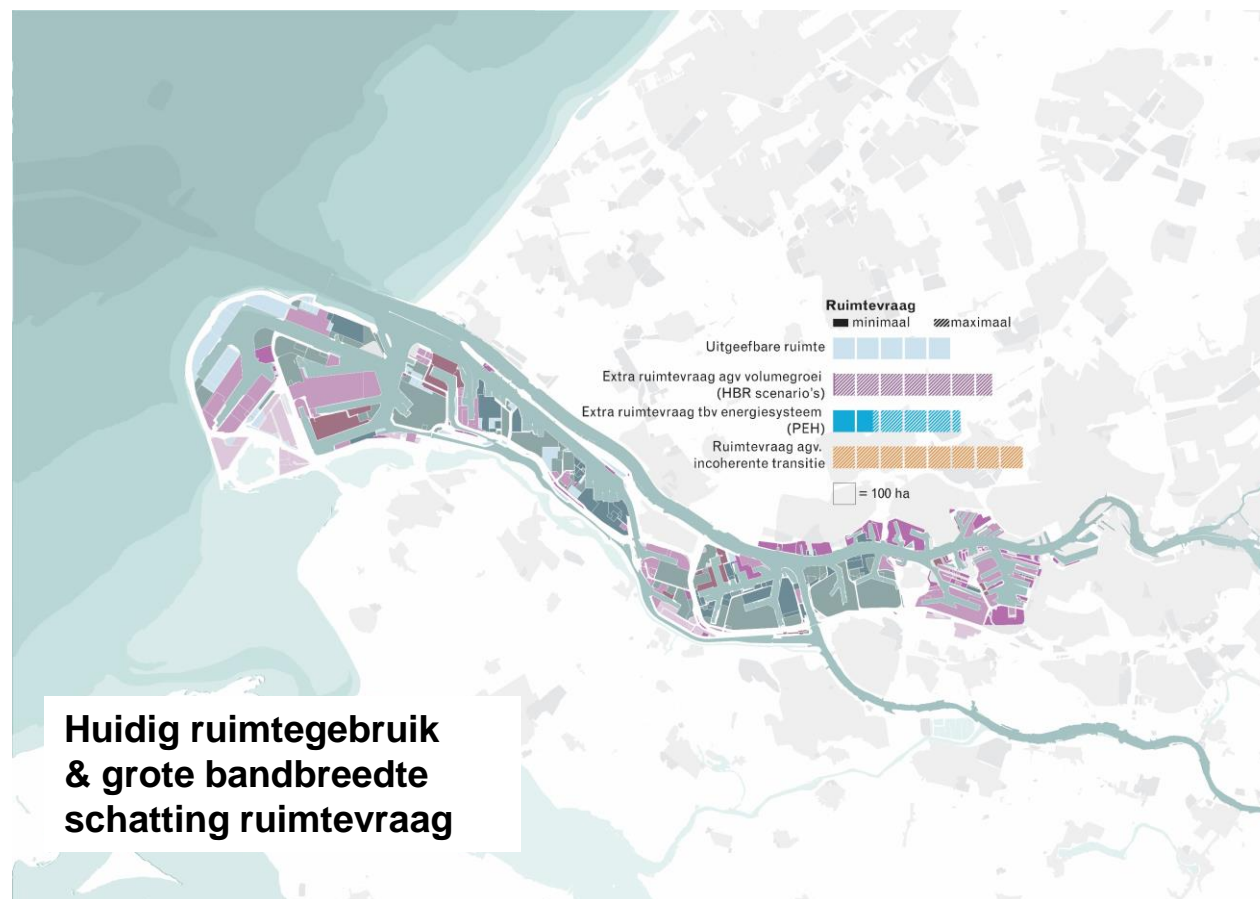 Ruimtevraag
minimaal maximaal
Uitgeefbare ruimte
Extra ruimtevraag agv volumegroei
(HBR scenario's)
Extra ruimtevraag tbv energiesysteem
(PEH)
Ruimtevraag agv.
incoherente transitie
= 100 ha
Huidig ruimtegebruik
& grote bandbreedte
schatting ruimtevraag